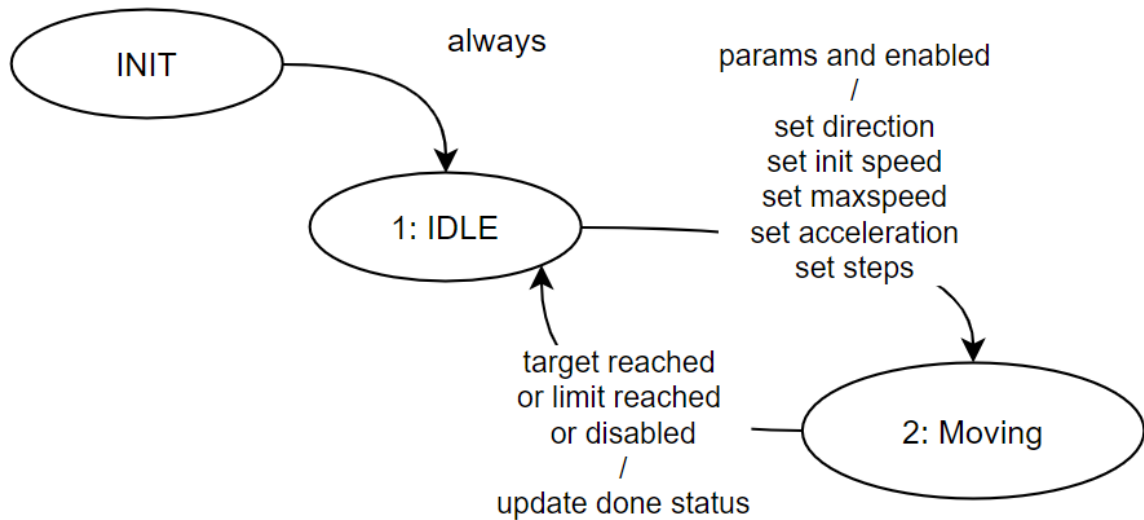 INIT
always
params and enabled
/
set direction
set init speed
set maxspeed
set acceleration
set steps
1: IDLE
target reached
or limit reached
or disabled
/
update done status
2: Moving